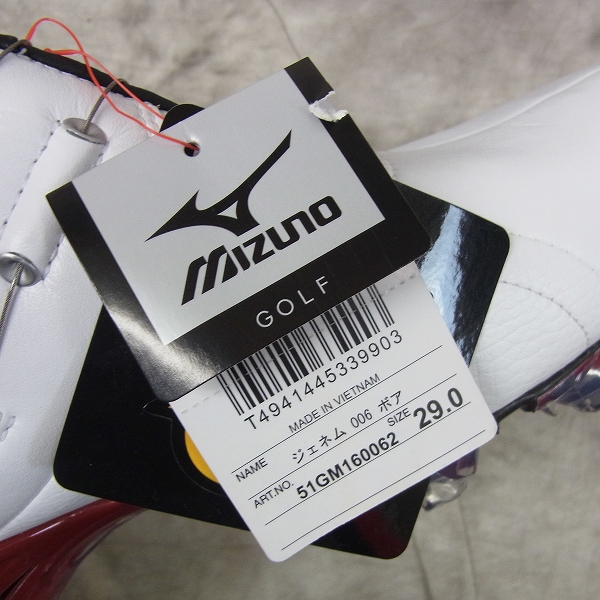 MIZUNO
GOLF
T4941445339903
MADE IN VIETNAM
NAME ジェネム 006 ボア
ART.NO. 51GM160062 SIZE 29.0